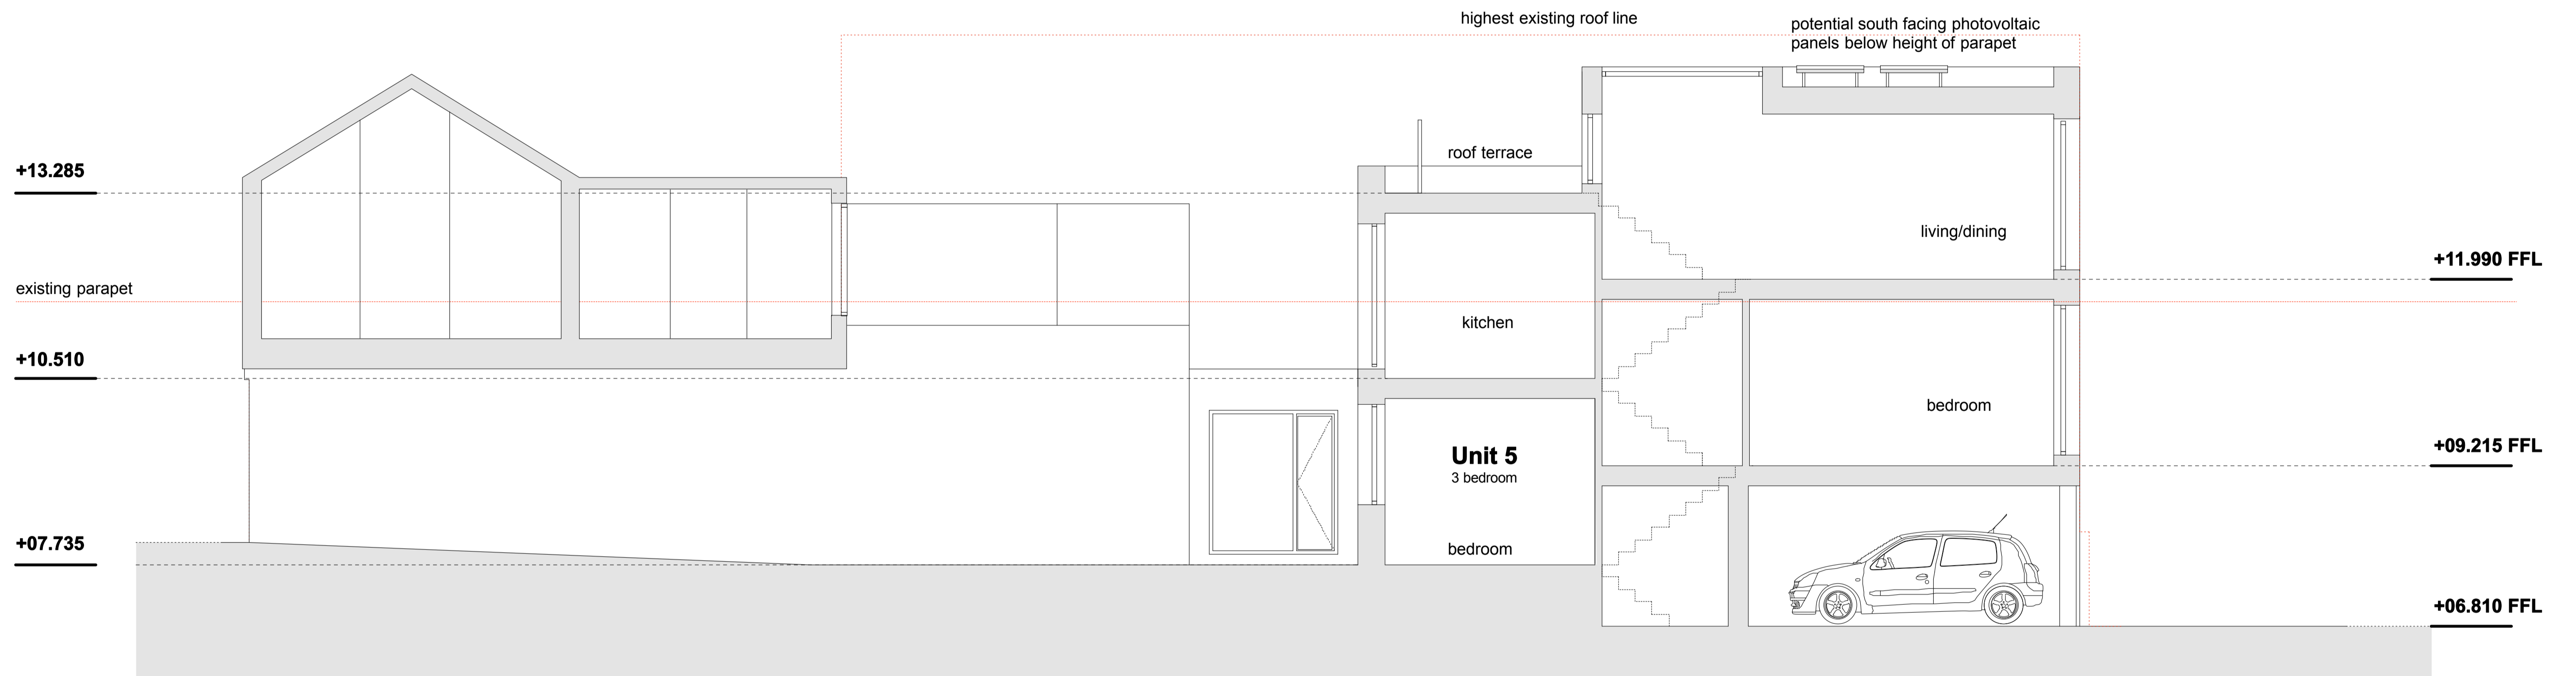 highest existing roof line
potential south facing photovoltaic
panels below height of parapet
roof terrace
+13.285
living/dining
+11.990 FFL
existing parapet
kitchen
+10.510
bedroom
+09.215 FFL
Unit 5
3 bedroom
+07.735
bedroom
+06.810 FFL